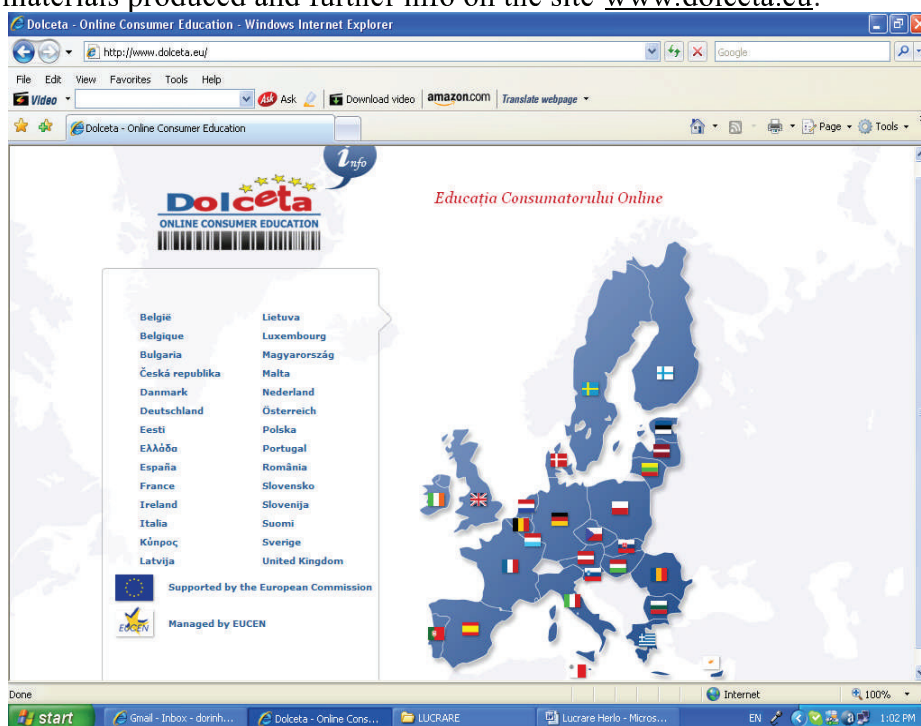 materials produced and further info on the site www.dolceta.eu.
Dolceta - Online Consumer Education - Windows Internet Explorer
http://www.dolceta.eu/
Google
File Edit View Favorites Tools Help
Video Ask Download video amazon.com Translate webpage
Dolceta - Online Consumer Education
Page Tools
info
Dolceta
ONLINE CONSUMER EDUCATION
Educația Consumatorului Online
België Lietuva
Belgique Luxembourg
Bulgaria Magyarország
Česká republika Malta
Danmark Nederland
Deutschland Österreich
Eesti Polska
Ελλάδα Portugal
España România
France Slovensko
Ireland Slovenija
Italia Suomi
Κύπρος Sverige
Latvija United Kingdom
Supported by the European Commission
EUCEN
Managed by EUCEN
Done Internet 100%
start Gmail - Inbox - dorinh... Dolceta - Online Cons... LUCRARE Lucrare Herlo - Micros... EN 1:02 PM